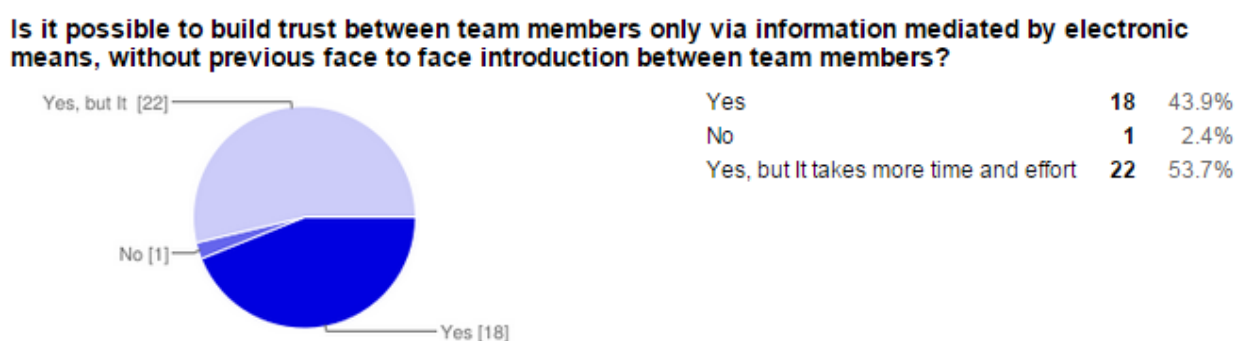 Is it possible to build trust between team members only via information mediated by electronic
means, without previous face to face introduction between team members?
Yes, but It [22]
No [1]
Yes [18]
Yes 18 43.9%
No 1 2.4%
Yes, but It takes more time and effort 22 53.7%